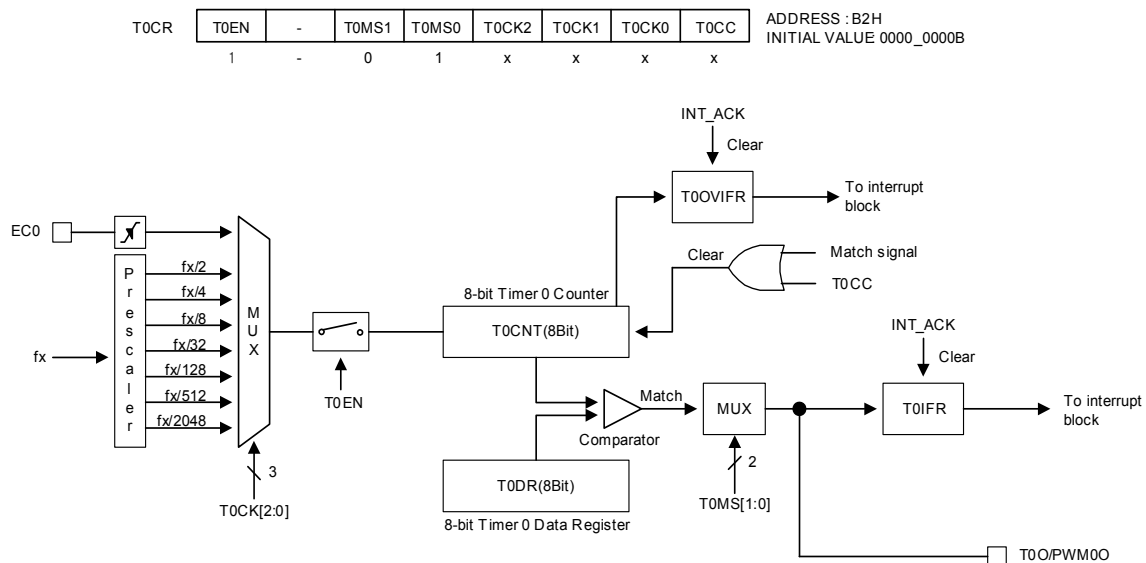 T0CR T0EN - T0MS1 T0MS0 T0CK2 T0CK1 T0CK0 T0CC
ADDRESS : B2H
INITIAL VALUE 0000_0000B
1 - 0 1 x x x x
INT_ACK
Clear
T0OVIFR
To interrupt
block
EC0
Prescaler
fx
fx/2
fx/4
fx/8
fx/32
fx/128
fx/512
fx/2048
MUX
3
T0CK[2:0]
T0EN
8-bit Timer 0 Counter
T0CNT(8Bit)
Clear
Match signal
T0CC
Comparator
Match
T0DR(8Bit)
8-bit Timer 0 Data Register
MUX
2
T0MS[1:0]
INT_ACK
Clear
T0IFR
To interrupt
block
T0O/PWM0O